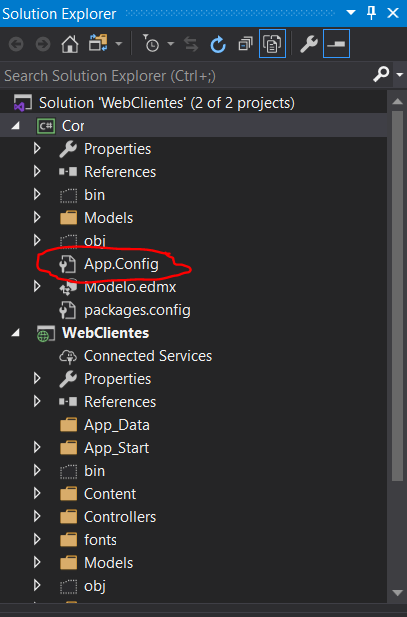 Solution Explorer
Search Solution Explorer (Ctrl+;)
Solution 'WebClientes' (2 of 2 projects)
Cor
Properties
References
bin
Models
obj
App.Config
Modelo.edmx
packages.config
WebClientes
Connected Services
Properties
References
App_Data
App_Start
bin
Content
Controllers
fonts
Models
obj